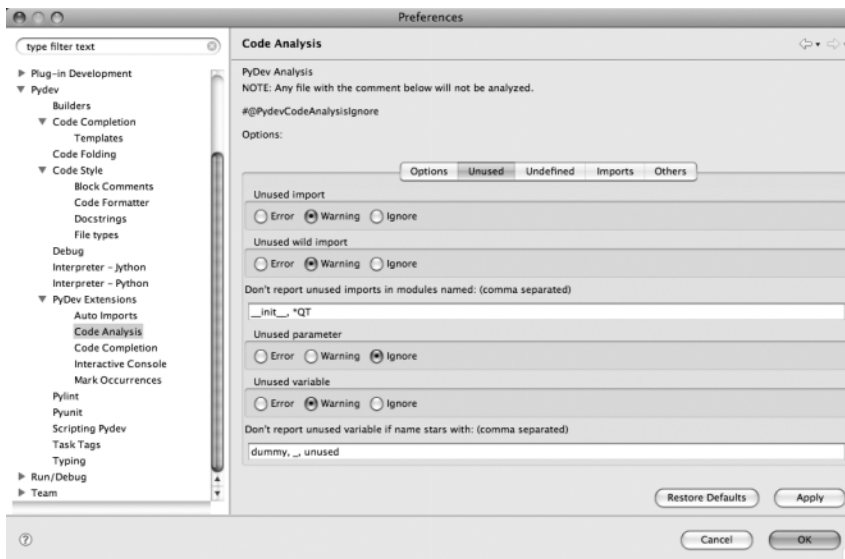 Preferences
type filter text
Plug-in Development
Pydev
Builders
Code Completion
Templates
Code Folding
Code Style
Block Comments
Code Formatter
Docstrings
File types
Debug
Interpreter - Jython
Interpreter - Python
PyDev Extensions
Auto Imports
Code Analysis
Code Completion
Interactive Console
Mark Occurrences
Pylint
Pyunit
Scripting Pydev
Task Tags
Typing
Run/Debug
Team
Code Analysis
PyDev Analysis
NOTE: Any file with the comment below will not be analyzed.
#@PydevCodeAnalysisIgnore
Options:
Options Unused Undefined Imports Others
Unused import
Error Warning Ignore
Unused wild import
Error Warning Ignore
Don't report unused imports in modules named: (comma separated)
__init__, *QT
Unused parameter
Error Warning Ignore
Unused variable
Error Warning Ignore
Don't report unused variable if name stars with: (comma separated)
dummy, _, unused
Restore Defaults Apply
? Cancel OK